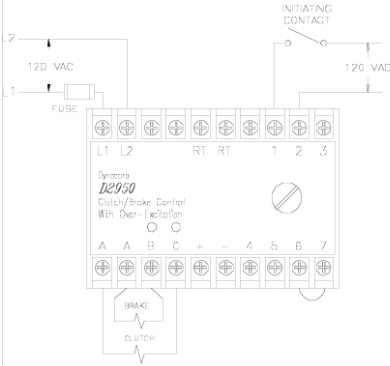 INITIATING
CONTACT
L2
120 VAC
120 VAC
L1
FUSE
L1 L2 RT RT 1 2 3
Dynacorp
D2950
Clutch/Brake Control
With Over-Excitation
A A B C + - 4 5 6 7
BRAKE
CLUTCH